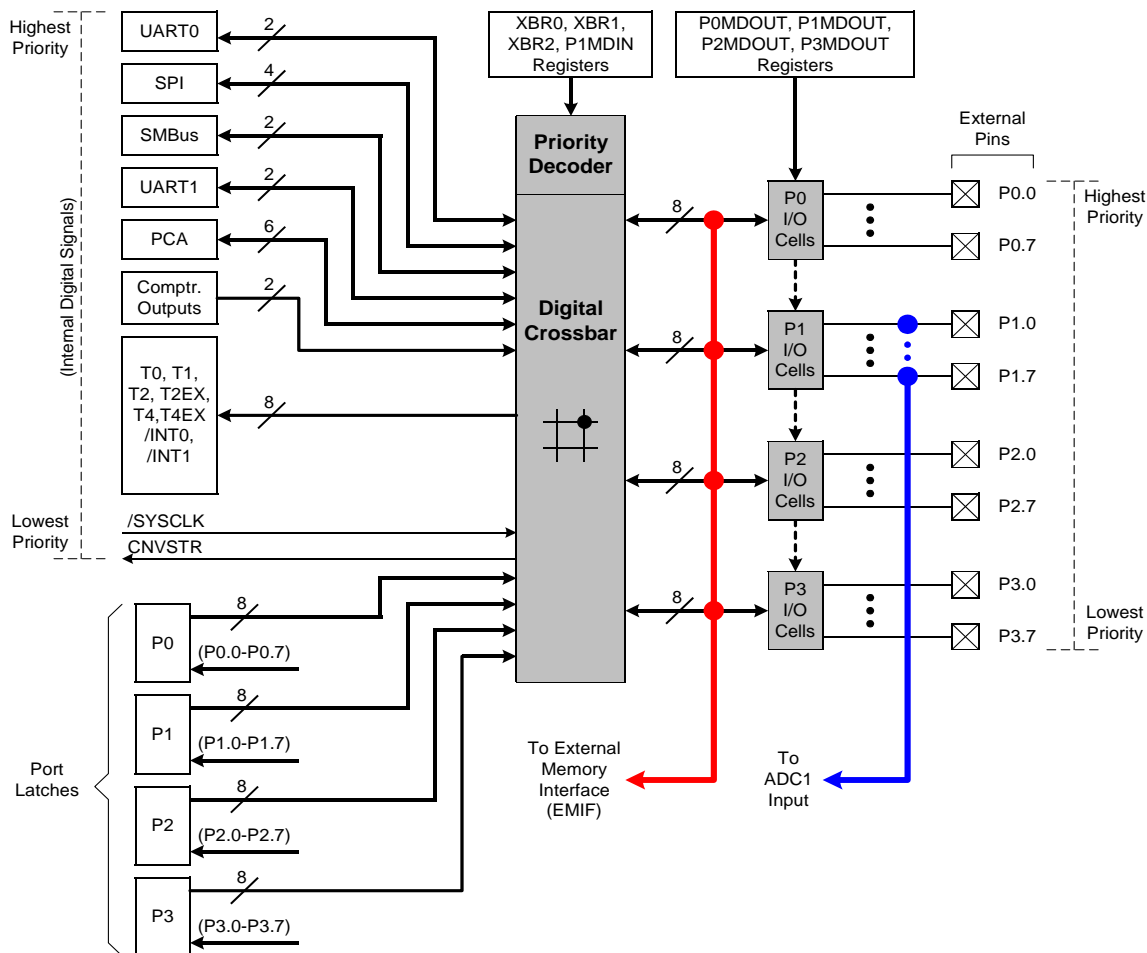 Highest
Priority
(Internal Digital Signals)
Lowest
Priority
UART0
2
SPI
4
SMBus
2
UART1
2
PCA
6
Comptr.
Outputs
2
T0, T1,
T2, T2EX,
T4,T4EX
/INT0,
/INT1
8
/SYSCLK
CNVSTR
Port
Latches
P0
8
(P0.0-P0.7)
P1
8
(P1.0-P1.7)
P2
8
(P2.0-P2.7)
P3
8
(P3.0-P3.7)
XBR0, XBR1,
XBR2, P1MDIN
Registers
Priority
Decoder
Digital
Crossbar
P0MDOUT, P1MDOUT,
P2MDOUT, P3MDOUT
Registers
8
8
8
8
P0
I/O
Cells
P1
I/O
Cells
P2
I/O
Cells
P3
I/O
Cells
External
Pins
P0.0
P0.7
P1.0
P1.7
P2.0
P2.7
P3.0
P3.7
Highest
Priority
Lowest
Priority
To External
Memory
Interface
(EMIF)
To
ADC1
Input